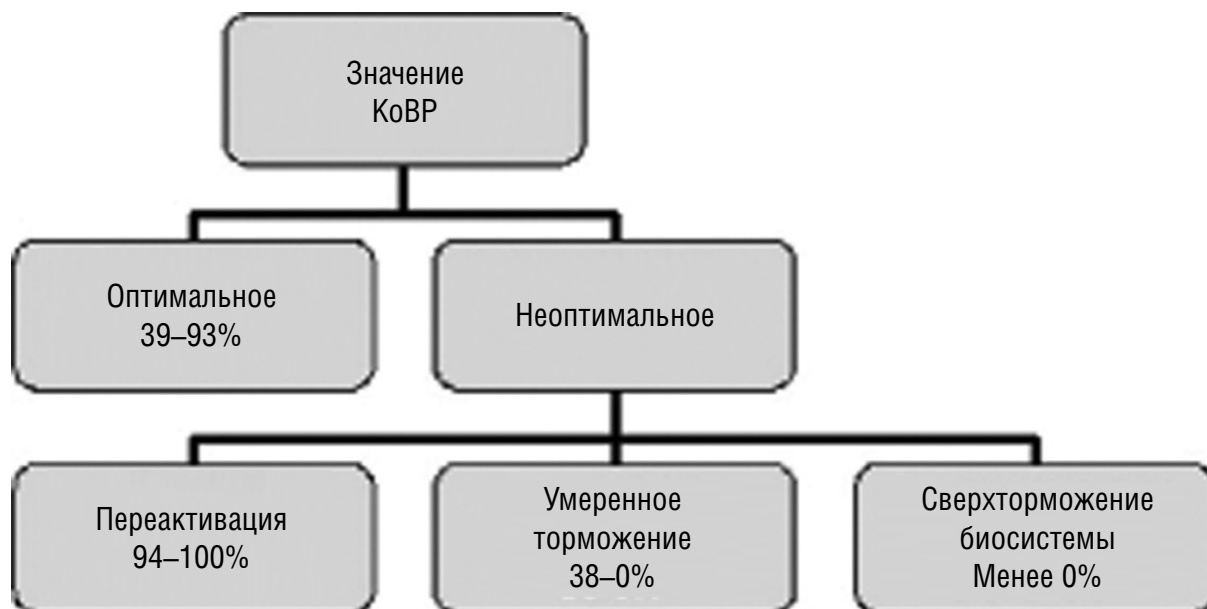 Значение
КоВР
Оптимальное
39–93%
Неоптимальное
Переактивация
94–100%
Умеренное
торможение
38–0%
Сверхторможение
биосистемы
Менее 0%